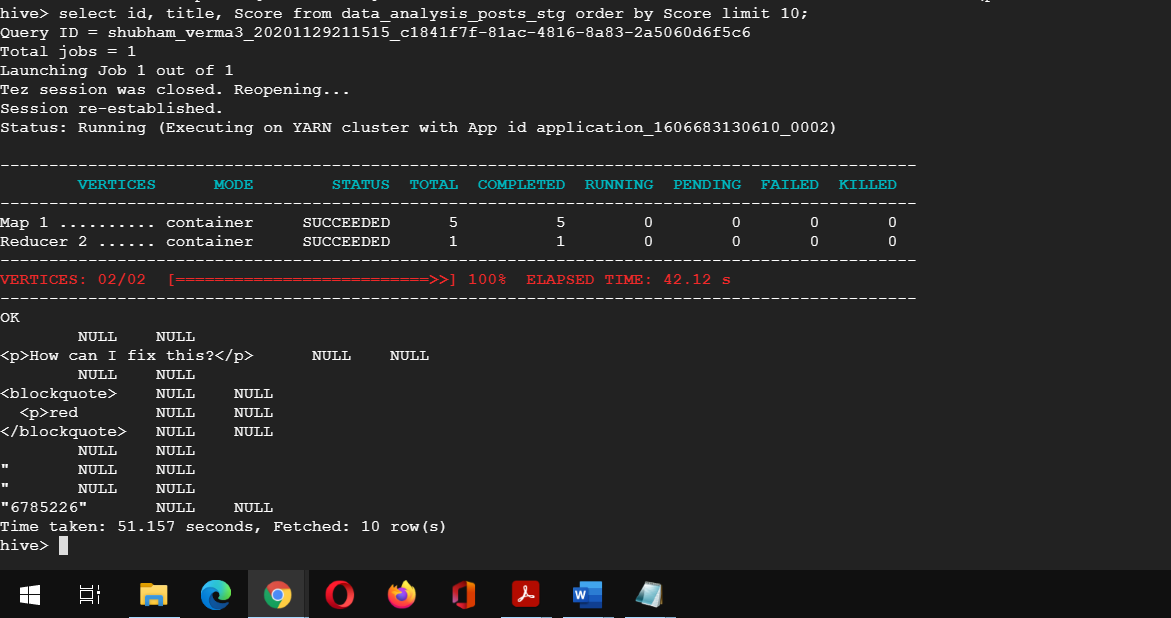 hive> select id, title, Score from data_analysis_posts_stg order by Score limit 10;
Query ID = shubham_verma3_20201129211515_c1841f7f-81ac-4816-8a83-2a5060d6f5c6
Total jobs = 1
Launching Job 1 out of 1
Tez session was closed. Reopening...
Session re-established.
Status: Running (Executing on YARN cluster with App id application_1606683130610_0002)
----------------------------------------------------------------------------------------------
        VERTICES      MODE        STATUS  TOTAL  COMPLETED  RUNNING  PENDING  FAILED  KILLED
----------------------------------------------------------------------------------------------
Map 1 .......... container     SUCCEEDED      5          5        0        0       0       0
Reducer 2 ...... container     SUCCEEDED      1          1        0        0       0       0
----------------------------------------------------------------------------------------------
VERTICES: 02/02  [==========================>>] 100%  ELAPSED TIME: 42.12 s
----------------------------------------------------------------------------------------------
OK
        NULL    NULL
<p>How can I fix this?</p>      NULL    NULL
        NULL    NULL
<blockquote>    NULL    NULL
  <p>red        NULL    NULL
</blockquote>   NULL    NULL
        NULL    NULL
"       NULL    NULL
"       NULL    NULL
"6785226"       NULL    NULL
Time taken: 51.157 seconds, Fetched: 10 row(s)
hive>
W